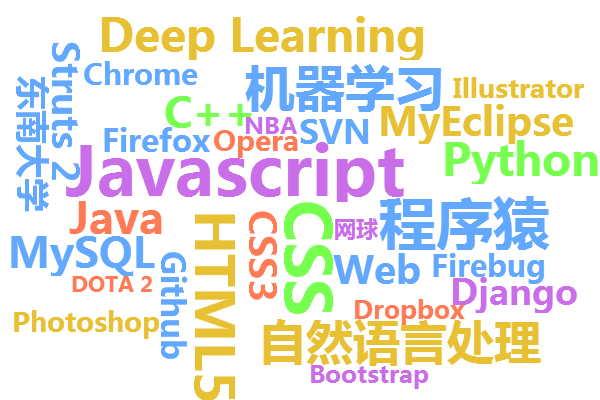 Deep Learning
Struts 2
Chrome
机器学习
Illustrator
东南大学
C++
NBA
SVN
MyEclipse
Firefox
Opera
Python
Javascript
Java
HTML5
CSS3
CSS
网球
程序猿
MySQL
Github
Web
Firebug
DOTA 2
Django
Photoshop
Dropbox
自然语言处理
Bootstrap